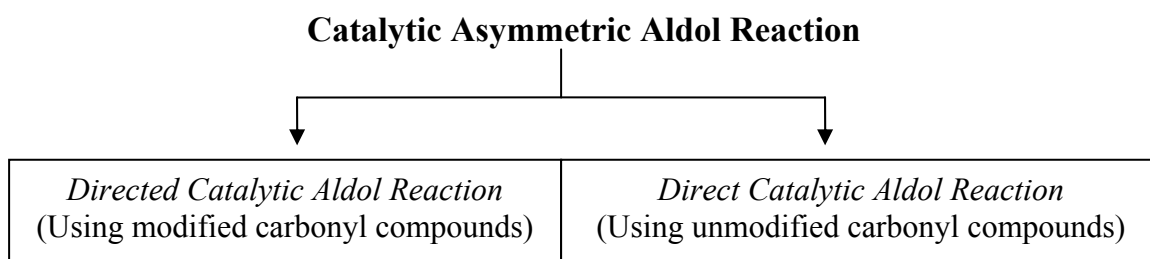 Catalytic Asymmetric Aldol Reaction
Directed Catalytic Aldol Reaction
(Using modified carbonyl compounds)
Direct Catalytic Aldol Reaction
(Using unmodified carbonyl compounds)